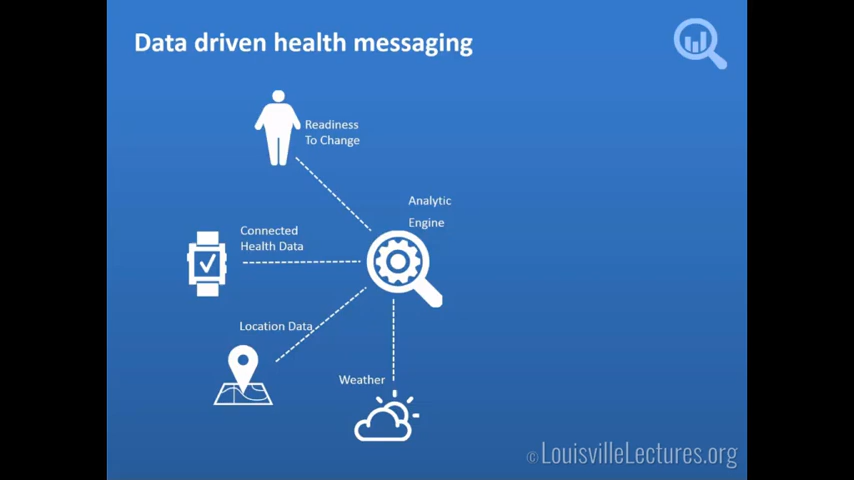 Data driven health messaging
Readiness
To Change
Analytic
Engine
Connected
Health Data
Location Data
Weather
© LouisvilleLectures.org